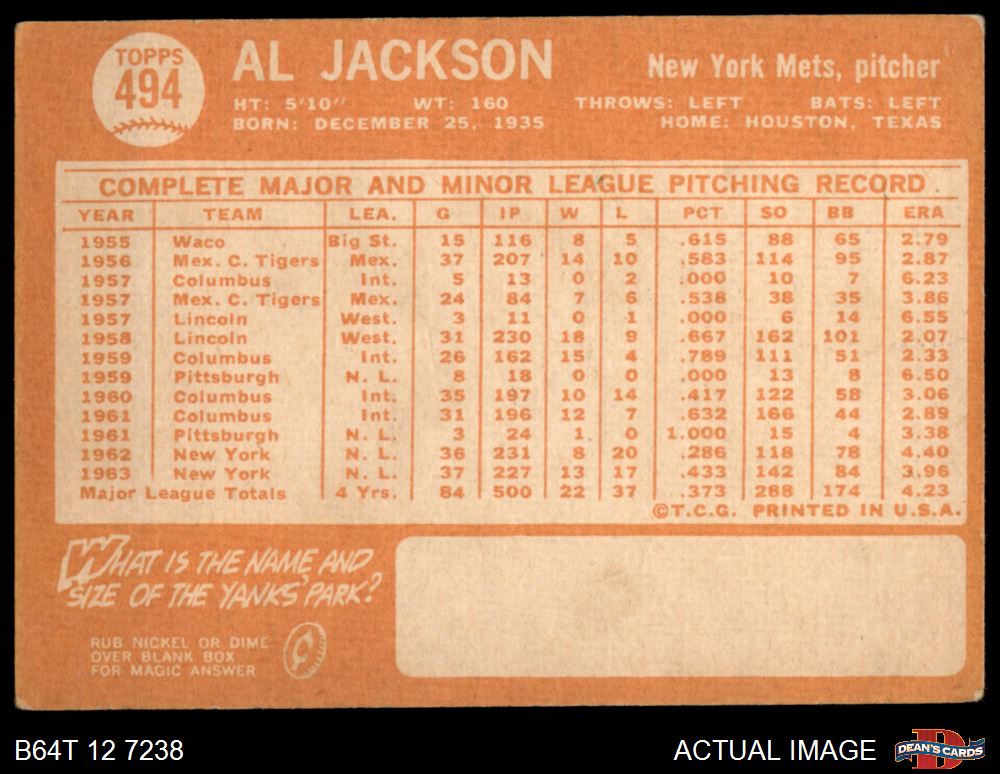 TOPPS
494
AL JACKSON
New York Mets, pitcher
HT: 5'10" WT: 160 THROWS: LEFT BATS: LEFT
BORN: DECEMBER 25, 1935 HOME: HOUSTON, TEXAS
COMPLETE MAJOR AND MINOR LEAGUE PITCHING RECORD
YEAR TEAM LEA. G IP W L PCT SO BB ERA
1955 Waco Big St. 15 116 8 5 .615 88 65 2.79
1956 Mex. C. Tigers Mex. 37 207 14 10 .583 114 95 2.87
1957 Columbus Int. 5 13 0 2 .000 10 7 6.23
1957 Mex. C. Tigers Mex. 24 84 7 6 .538 38 35 3.86
1957 Lincoln West. 3 11 0 1 .000 6 14 6.55
1958 Lincoln West. 31 230 18 9 .667 162 101 2.07
1959 Columbus Int. 26 162 15 4 .789 111 51 2.33
1959 Pittsburgh N. L. 8 18 0 0 .000 13 8 6.50
1960 Columbus Int. 35 197 10 14 .417 122 58 3.06
1961 Columbus Int. 31 196 12 7 .632 166 44 2.89
1961 Pittsburgh N. L. 3 24 1 0 1.000 15 4 3.38
1962 New York N. L. 36 231 8 20 .286 118 78 4.40
1963 New York N. L. 37 227 13 17 .433 142 84 3.96
Major League Totals 4 Yrs. 84 500 22 37 .373 288 174 4.23
©T.C.G. PRINTED IN U.S.A.
WHAT IS THE NAME AND
SIZE OF THE YANKS' PARK?
RUB NICKEL OR DIME
OVER BLANK BOX
FOR MAGIC ANSWER
B64T 12 7238
ACTUAL IMAGE
D
DEAN'S CARDS